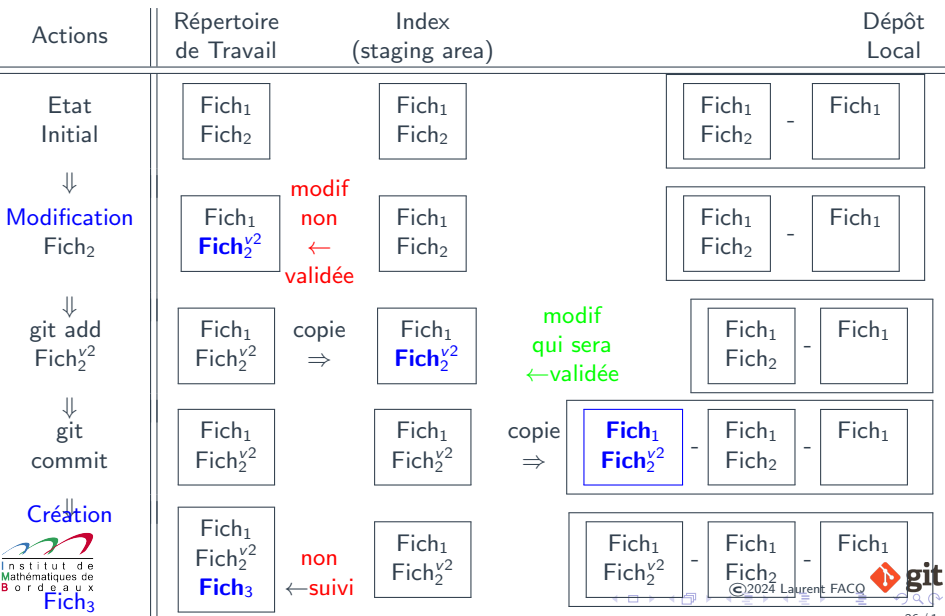 Actions Répertoire de Travail Index (staging area) Dépôt Local
Etat Initial
Fich₁ Fich₂
Fich₁ Fich₂
Fich₁ Fich₂ - Fich₁
⇓
Modification Fich₂
Fich₁ Fich₂ᵛ²
modif non ← validée
Fich₁ Fich₂
Fich₁ Fich₂ - Fich₁
⇓
git add Fich₂ᵛ²
Fich₁ Fich₂ᵛ²
copie ⇒
Fich₁ Fich₂ᵛ²
modif qui sera ←validée
Fich₁ Fich₂ - Fich₁
⇓
git commit
Fich₁ Fich₂ᵛ²
Fich₁ Fich₂ᵛ²
copie ⇒
Fich₁ Fich₂ᵛ² - Fich₁ Fich₂ - Fich₁
⇓
Création
Fich₃
Fich₁ Fich₂ᵛ² Fich₃
non ←suivi
Fich₁ Fich₂ᵛ²
Fich₁ Fich₂ᵛ² - Fich₁ Fich₂ - Fich₁
Institut de
Mathématiques de
Bordeaux
©2024 Laurent FACQ
git